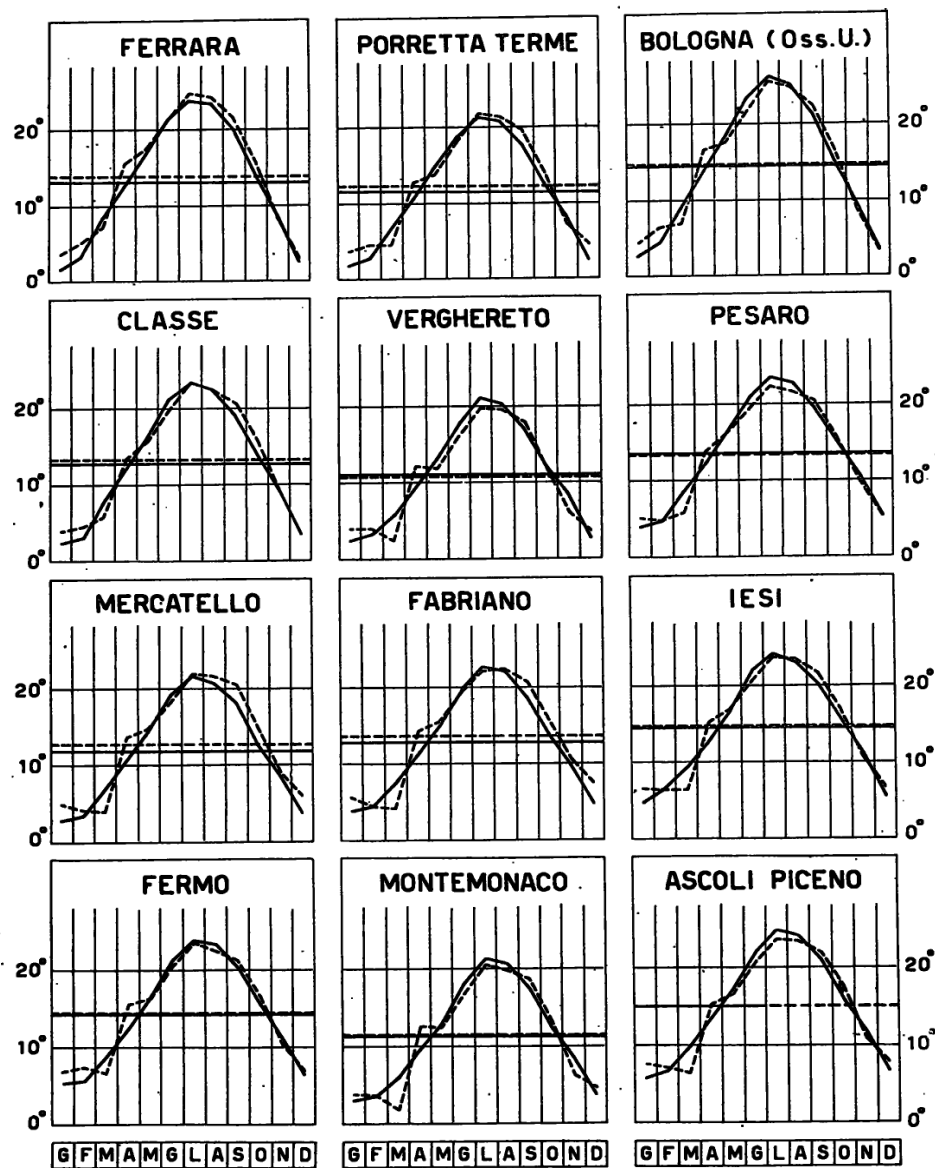 FERRARA PORRETTA TERME BOLOGNA (Oss.U.)
20° 20°
10° 10°
0° 0°
CLASSE VERGHERETO PESARO
20° 20°
10° 10°
0° 0°
MERCATELLO FABRIANO IESI
20° 20°
10° 10°
0° 0°
FERMO MONTEMONACO ASCOLI PICENO
20° 20°
10° 10°
0° 0°
G F M A M G L A S O N D G F M A M G L A S O N D G F M A M G L A S O N D